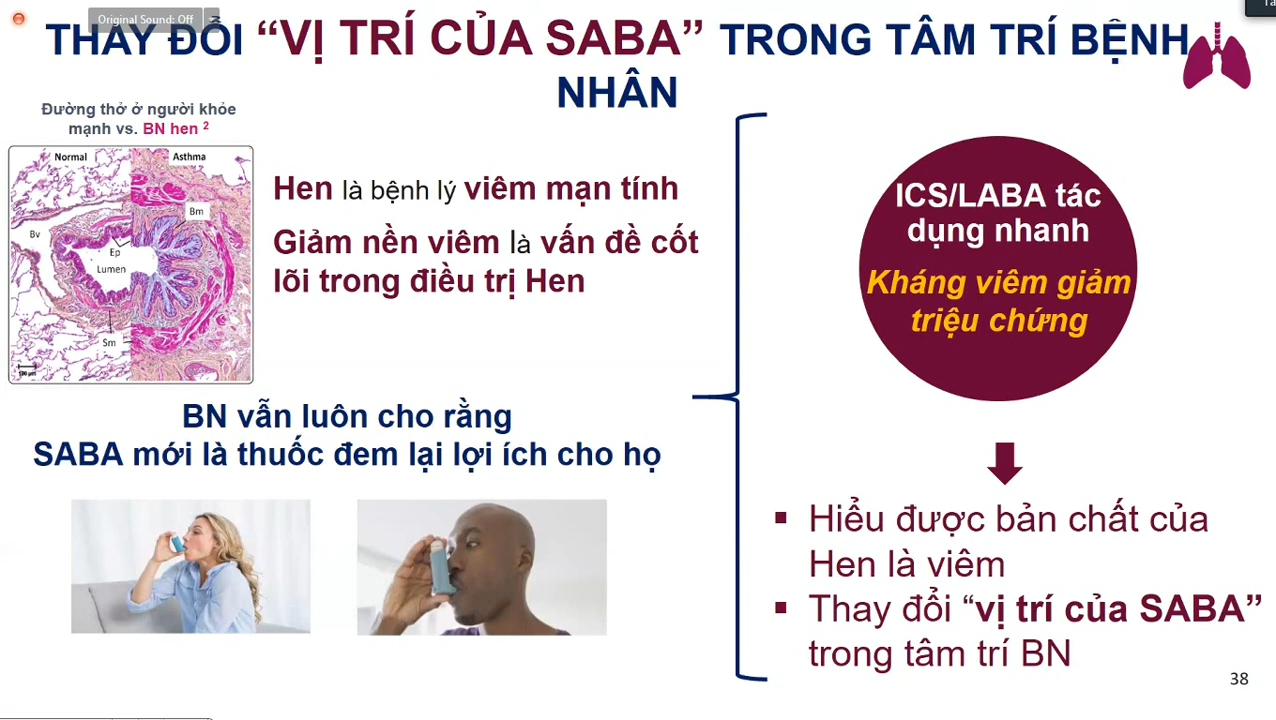 Original Sound: Off
THAY ĐỔI “VỊ TRÍ CỦA SABA” TRONG TÂM TRÍ BỆNH
NHÂN
Đường thở ở người khỏe
mạnh vs. BN hen 2
Normal
Asthma
Bm
Bv
Ep
Lumen
Sm
Hen là bệnh lý viêm mạn tính
Giảm nền viêm là vấn đề cốt
lõi trong điều trị Hen
BN vẫn luôn cho rằng
SABA mới là thuốc đem lại lợi ích cho họ
ICS/LABA tác
dụng nhanh
Kháng viêm giảm
triệu chứng
▪ Hiểu được bản chất của
Hen là viêm
▪ Thay đổi “vị trí của SABA”
trong tâm trí BN
38